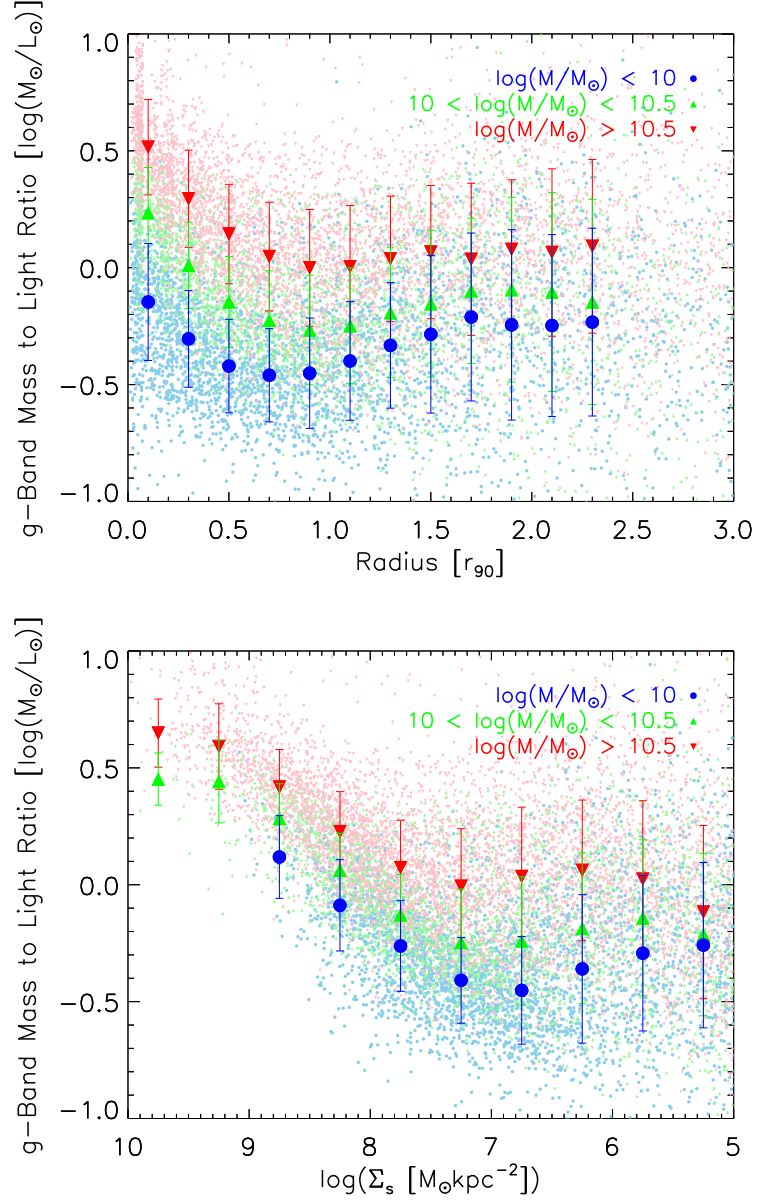 g−Band Mass to Light Ratio [log(M⊙/L⊙)]
1.0
0.5
0.0
−0.5
−1.0
log(M/M⊙) < 10
10 < log(M/M⊙) < 10.5
log(M/M⊙) > 10.5
0.0 0.5 1.0 1.5 2.0 2.5 3.0
Radius [r90]
g−Band Mass to Light Ratio [log(M⊙/L⊙)]
1.0
0.5
0.0
−0.5
−1.0
log(M/M⊙) < 10
10 < log(M/M⊙) < 10.5
log(M/M⊙) > 10.5
10 9 8 7 6 5
log(Σs [M⊙kpc−2])